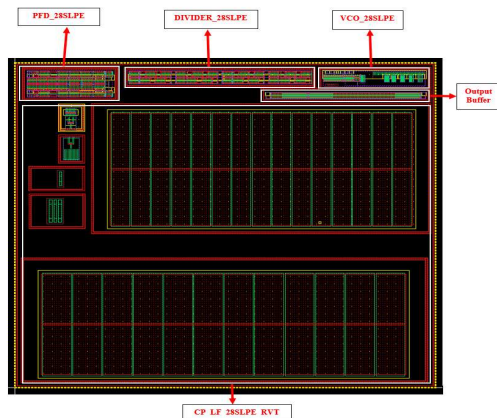 PFD_28SLPE
DIVIDER_28SLPE
VCO_28SLPE
Output
Buffer
CP_LF_28SLPE_RVT